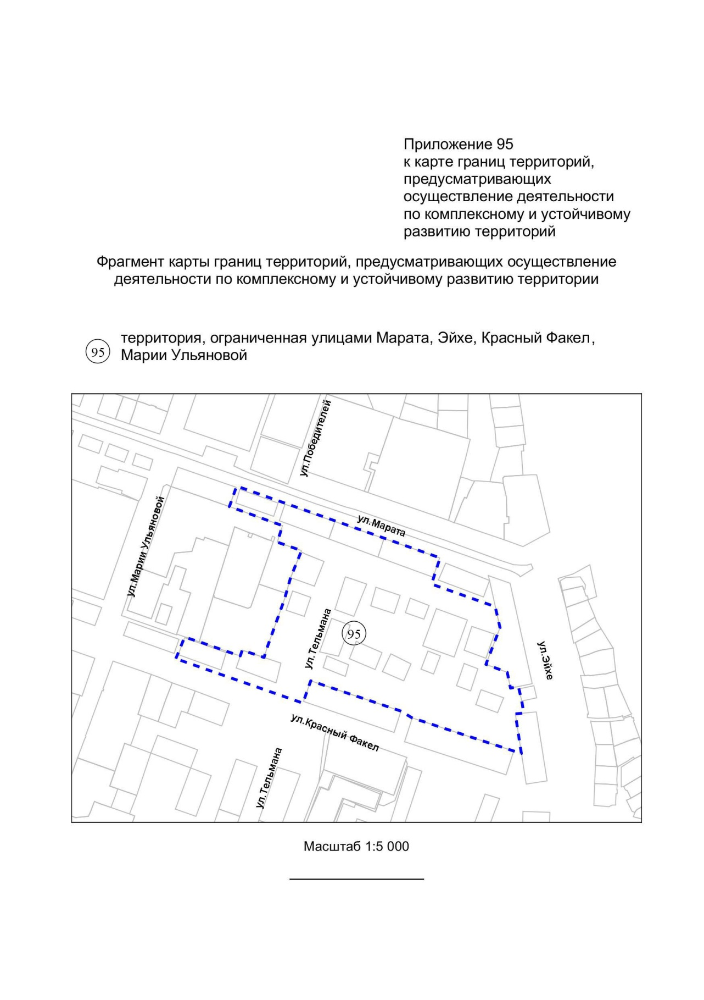 Приложение 95
к карте границ территорий,
предусматривающих
осуществление деятельности
по комплексному и устойчивому
развитию территорий
Фрагмент карты границ территорий, предусматривающих осуществление
деятельности по комплексному и устойчивому развитию территории
95
территория, ограниченная улицами Марата, Эйхе, Красный Факел,
Марии Ульяновой
ул.Победителей
ул.Марата
ул.Марии Ульяновой
ул.Тельмана
95
ул.Эйхе
ул.Красный Факел
ул.Тельмана
Масштаб 1:5 000